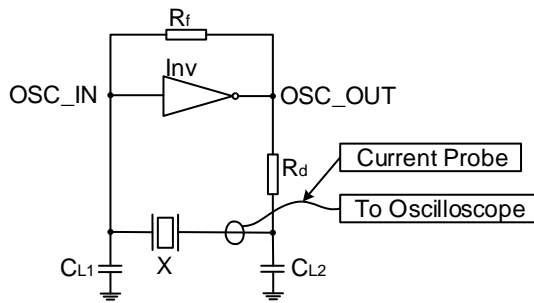 Rf
Inv
OSC_IN
OSC_OUT
Rd
Current Probe
To Oscilloscope
CL1
X
CL2